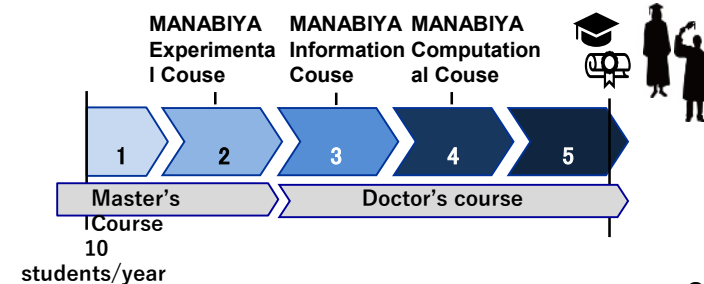 MANABIYA
Experimenta
l Couse
MANABIYA
Information
Couse
MANABIYA
Computation
al Couse
1
2
3
4
5
Master's
Course
Doctor's course
10
students/year